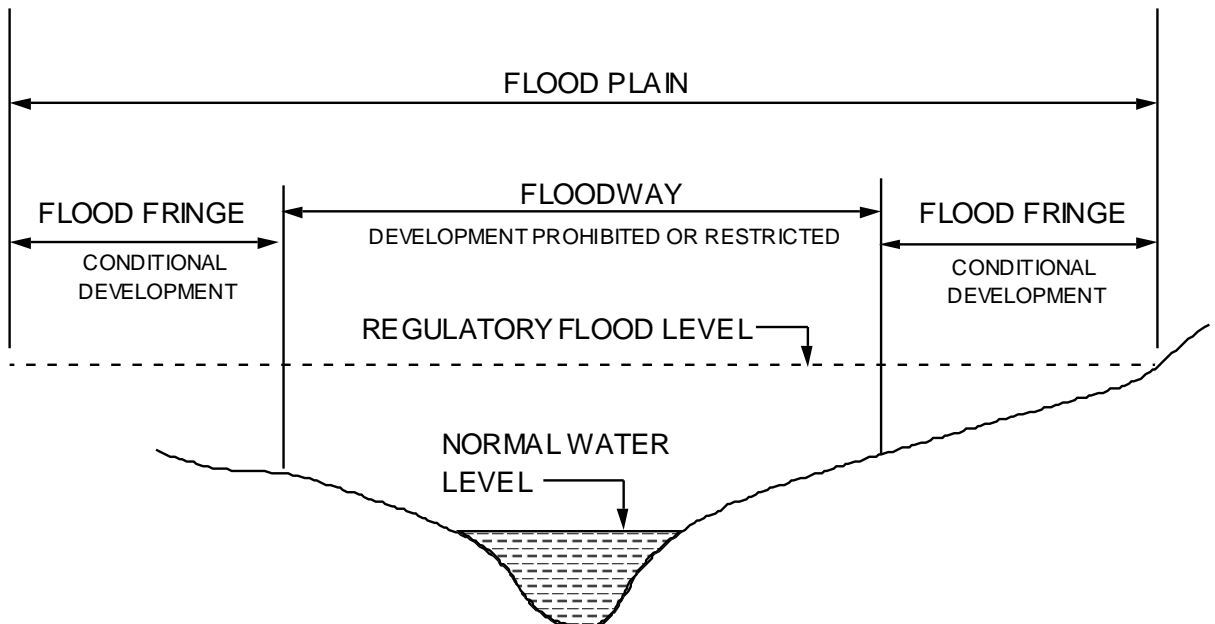 FLOOD PLAIN
FLOODWAY
FLOOD FRINGE
FLOOD FRINGE
DEVELOPMENT PROHIBITED OR RESTRICTED
CONDITIONAL
DEVELOPMENT
CONDITIONAL
DEVELOPMENT
REGULATORY FLOOD LEVEL
NORMAL WATER
LEVEL